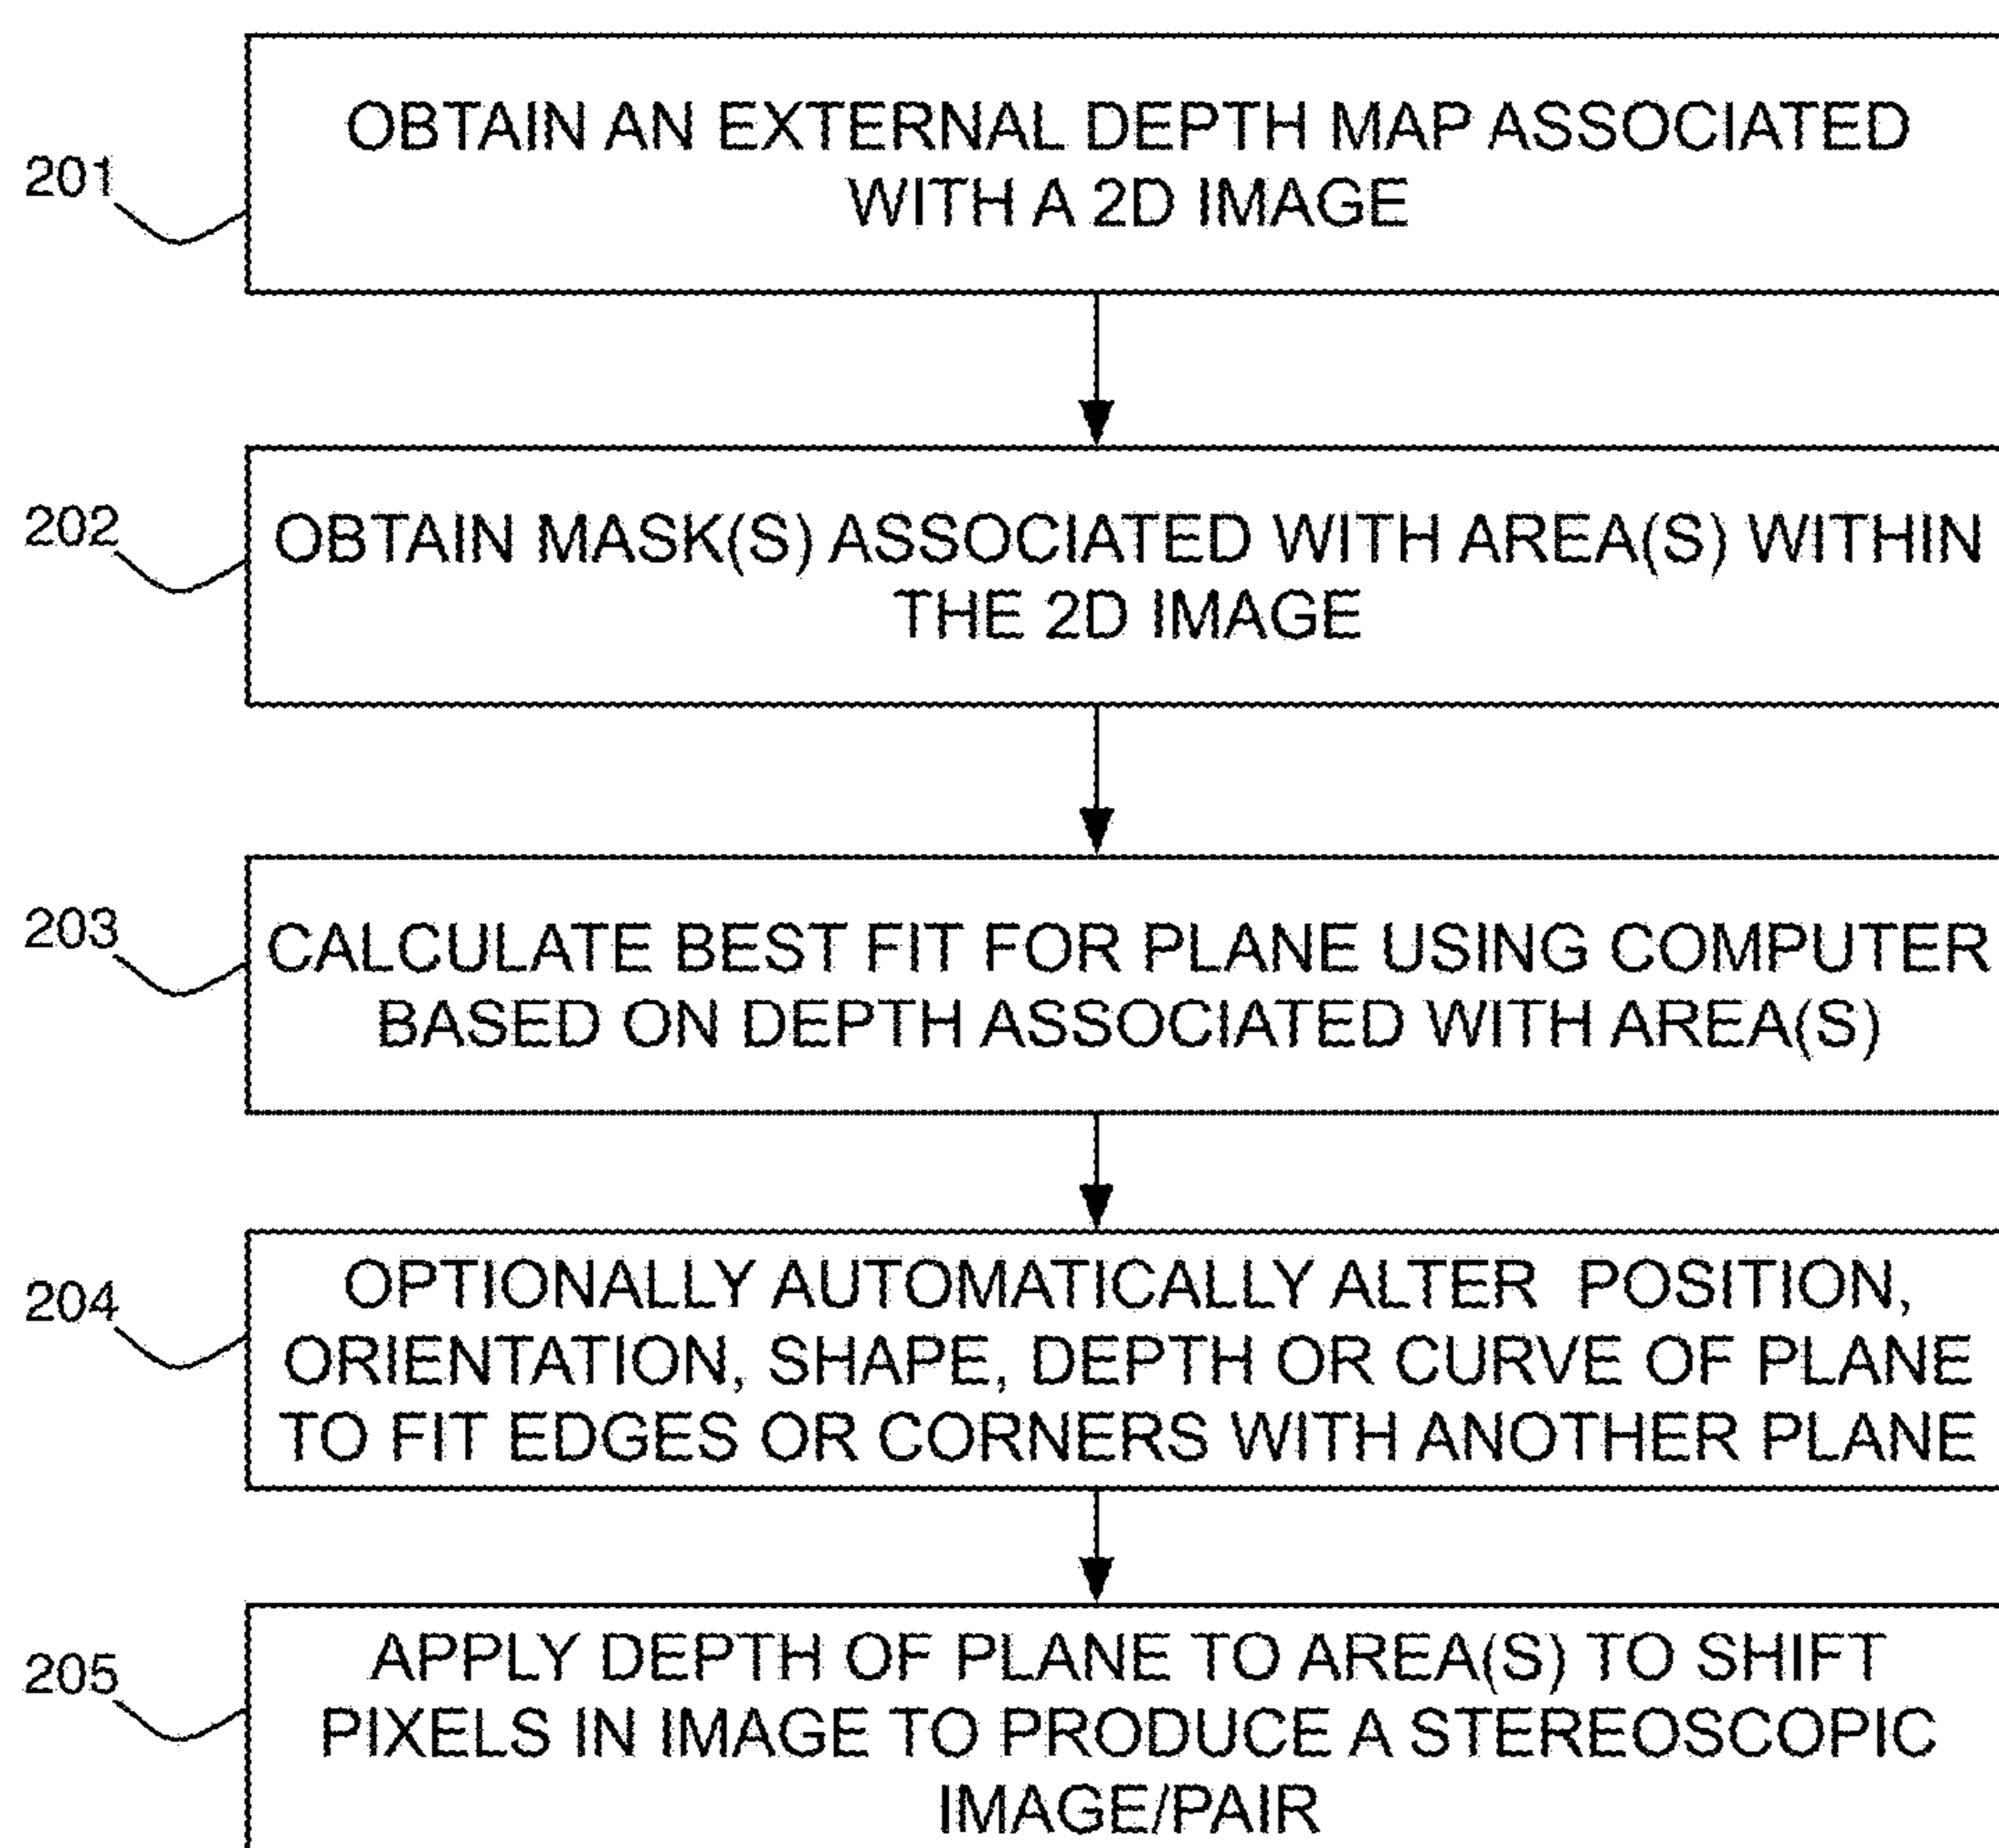 201
OBTAIN AN EXTERNAL DEPTH MAP ASSOCIATED
WITH A 2D IMAGE
202
OBTAIN MASK(S) ASSOCIATED WITH AREA(S) WITHIN
THE 2D IMAGE
203
CALCULATE BEST FIT FOR PLANE USING COMPUTER
BASED ON DEPTH ASSOCIATED WITH AREA(S)
204
OPTIONALLY AUTOMATICALLY ALTER POSITION,
ORIENTATION, SHAPE, DEPTH OR CURVE OF PLANE
TO FIT EDGES OR CORNERS WITH ANOTHER PLANE
205
APPLY DEPTH OF PLANE TO AREA(S) TO SHIFT
PIXELS IN IMAGE TO PRODUCE A STEREOSCOPIC
IMAGE/PAIR